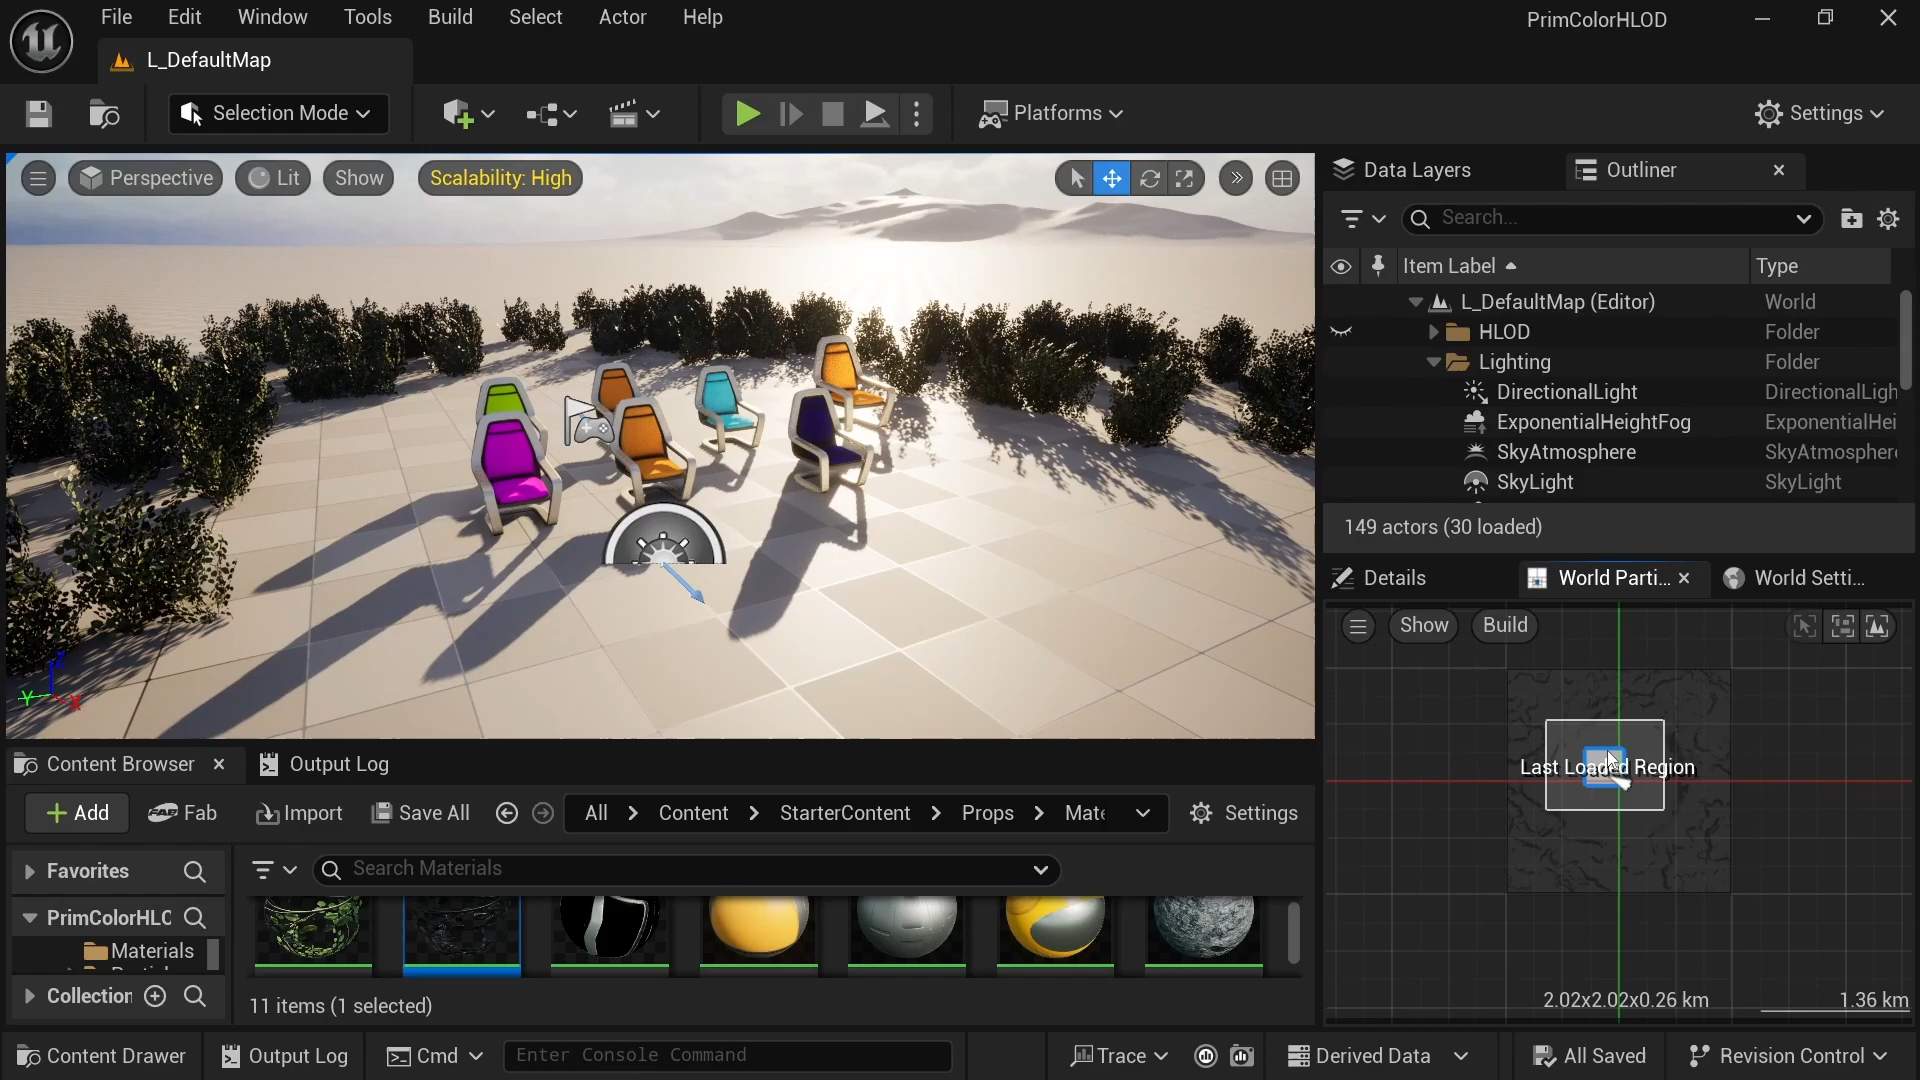 File Edit Window Tools Build Select Actor Help
PrimColorHLOD
L_DefaultMap
Selection Mode
Platforms
Settings
Perspective
Lit
Show
Scalability: High
Data Layers
Outliner
Search...
Item Label
Type
L_DefaultMap (Editor) World
HLOD Folder
Lighting Folder
DirectionalLight DirectionalLigh
ExponentialHeightFog ExponentialHei
SkyAtmosphere SkyAtmospher
SkyLight SkyLight
149 actors (30 loaded)
Details
World Parti...
World Setti...
Show
Build
Last Loaded Region
2.02x2.02x0.26 km
1.36 km
Z
Y
X
Content Browser
Output Log
Add
Fab
Import
Save All
All
Content
StarterContent
Props
Mate
Settings
Favorites
PrimColorHLO
Materials
Collection
Search Materials
11 items (1 selected)
Content Drawer
Output Log
Cmd
Enter Console Command
Trace
Derived Data
All Saved
Revision Control